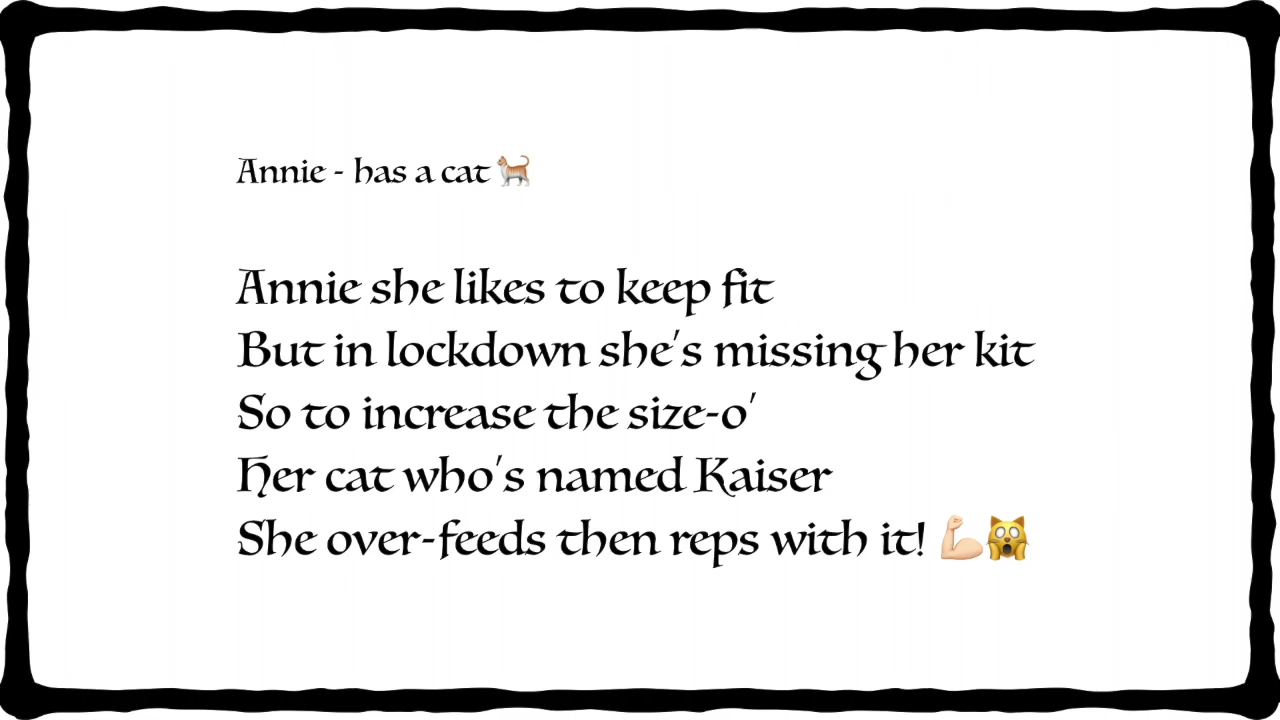 Annie - has a cat 🐈
Annie she likes to keep fit
But in lockdown she's missing her kit
So to increase the size-o'
Her cat who's named Kaiser
She over-feeds then reps with it! 💪🏻🙀